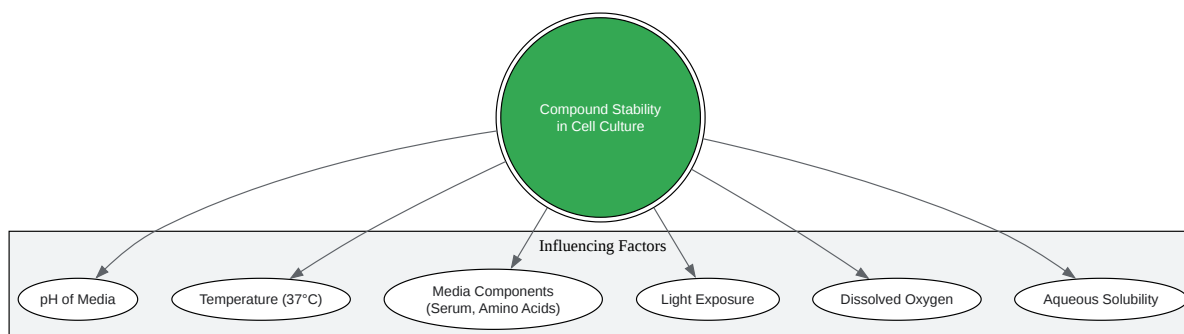 Compound Stability
in Cell Culture
Influencing Factors
pH of Media
Temperature (37°C)
Media Components
(Serum, Amino Acids)
Light Exposure
Dissolved Oxygen
Aqueous Solubility